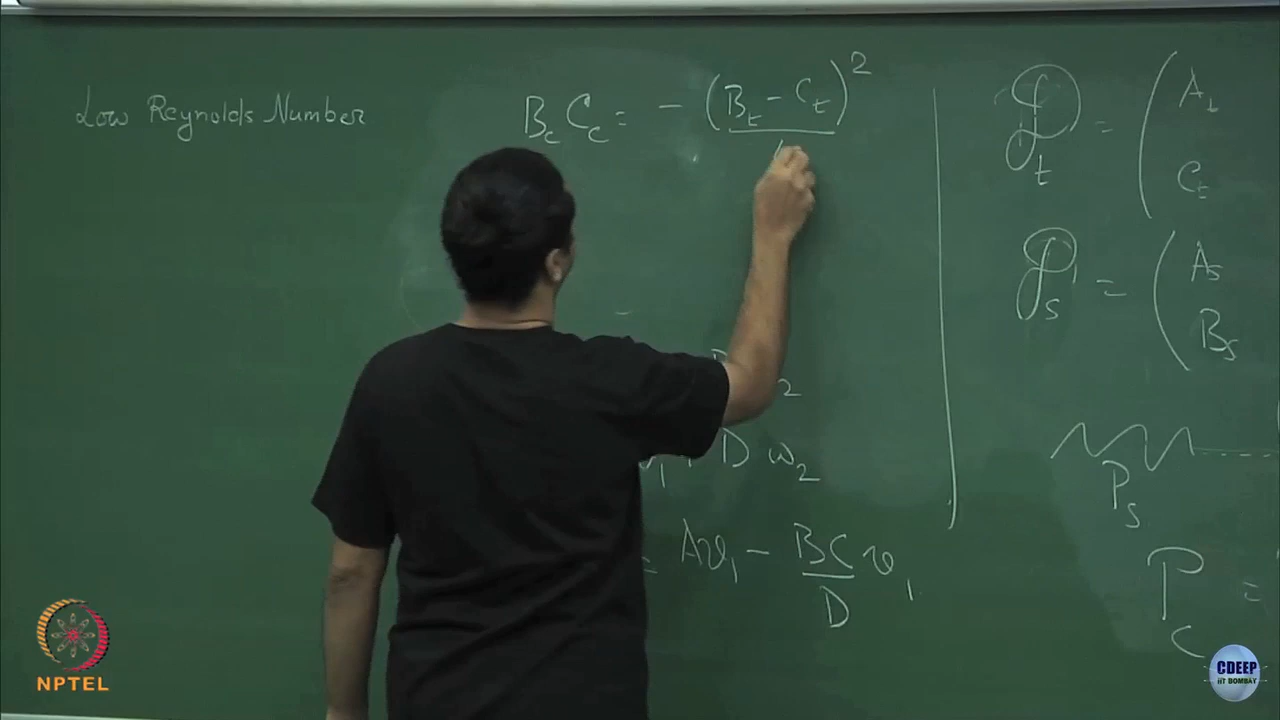 Low Reynolds Number
B_c C_c = - (B_t - C_t)^2
D ω_2
= A v_1 - BC/D v_1
P_t = ( A_t
C_t
P_s' = ( A_s
B_s
P_s
P_c =
NPTEL
CDEEP
IIT BOMBAY